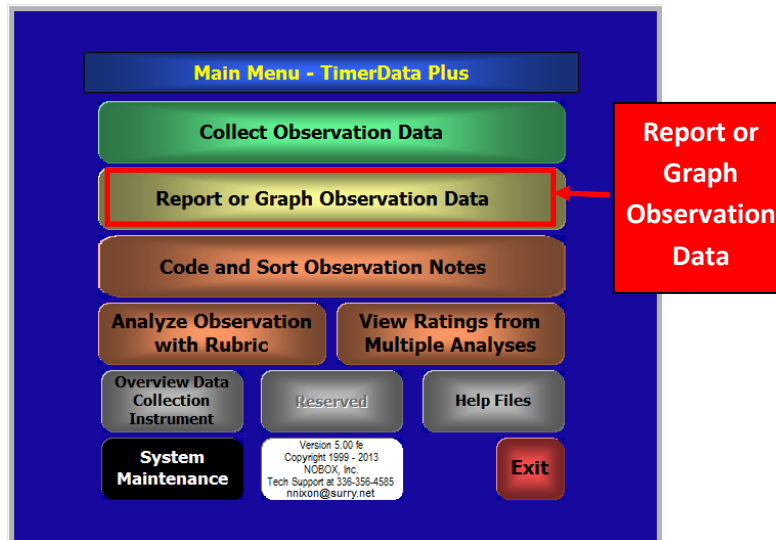 Main Menu - TimerData Plus
Collect Observation Data
Report or Graph Observation Data
Code and Sort Observation Notes
Analyze Observation
with Rubric
View Ratings from
Multiple Analyses
Overview Data
Collection
Instrument
Reserved
Help Files
System
Maintenance
Version 5.00 fe
Copyright 1999 - 2013
NOBOX, Inc.
Tech Support at 336-356-4585
nnixon@surry.net
Exit
Report or
Graph
Observation
Data